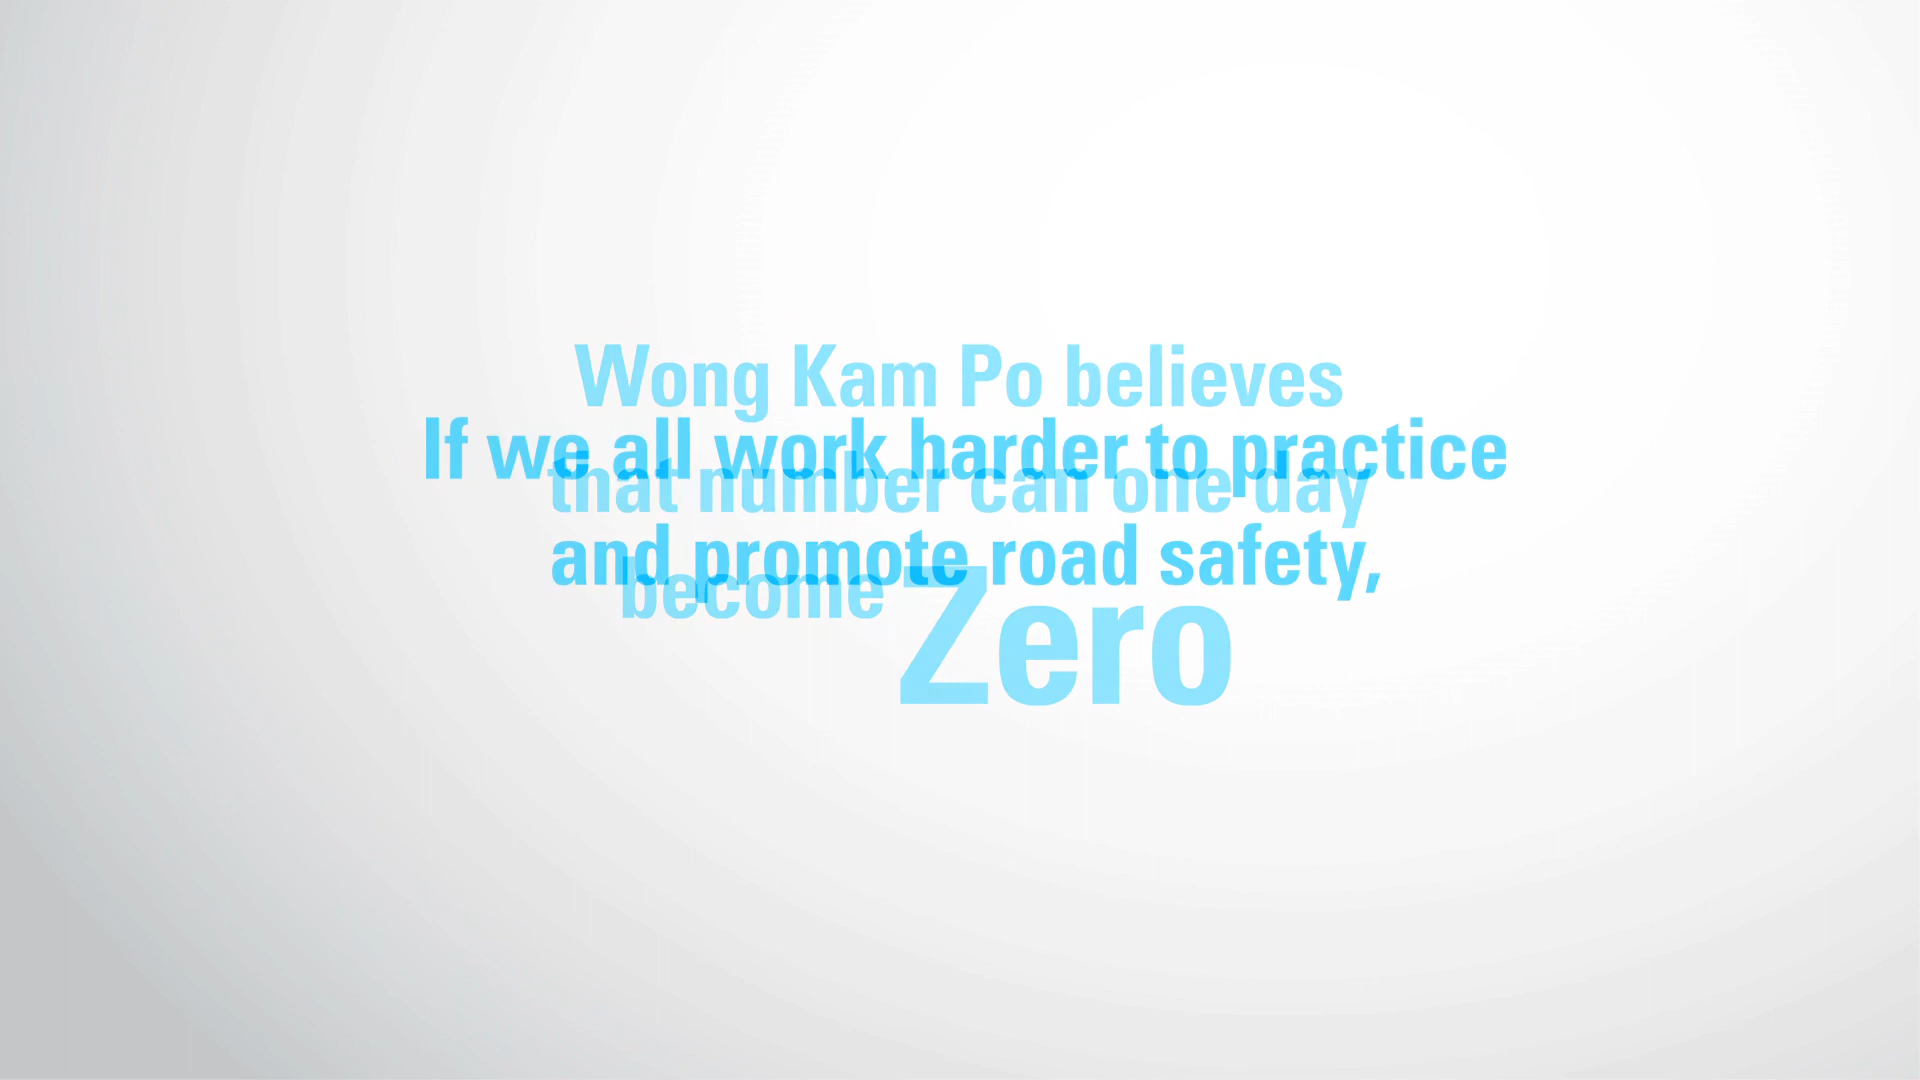 Wong Kam Po believes
If we all work harder to practice
that number can one day
and promote road safety,
become Zero